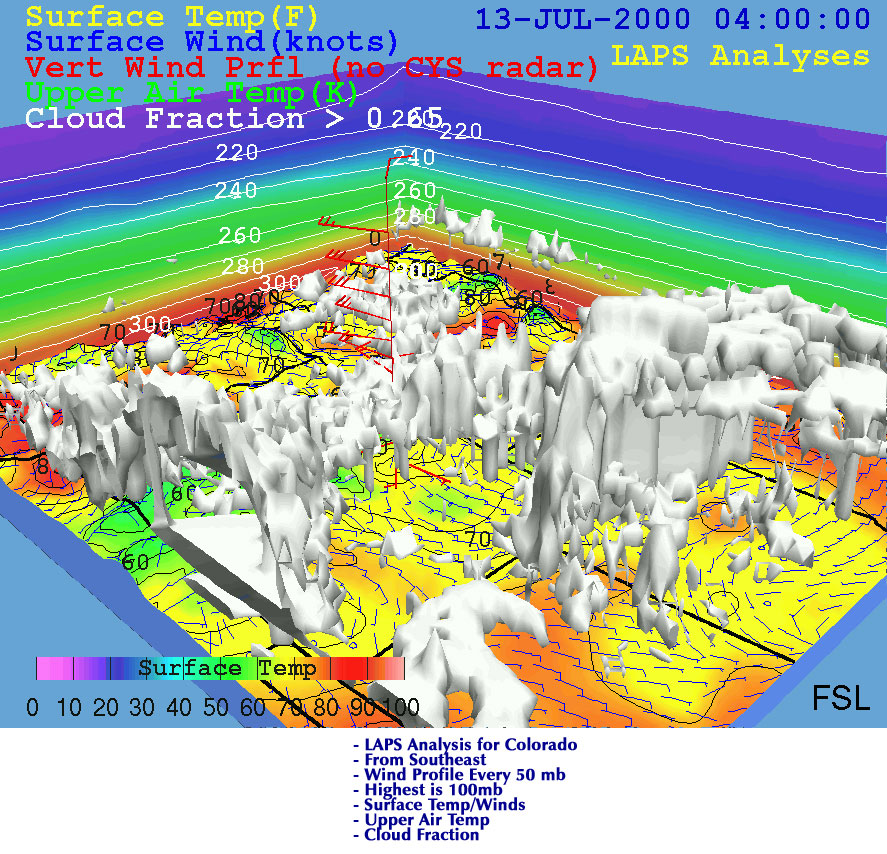 Surface Temp(F)
13-JUL-2000 04:00:00
Surface Wind(knots)
LAPS Analyses
Vert Wind Prfl (no CYS radar)
Upper Air Temp(K)
Cloud Fraction > 0.65
220
220
240
240
260
260
280
280
300
300
0
70
60
80
60
70
80
70
J
70
60
70
60
Surface Temp
0 10 20 30 40 50 60 70 80 90 100
FSL
- LAPS Analysis for Colorado
- From Southeast
- Wind Profile Every 50 mb
- Highest is 100mb
- Surface Temp/Winds
- Upper Air Temp
- Cloud Fraction